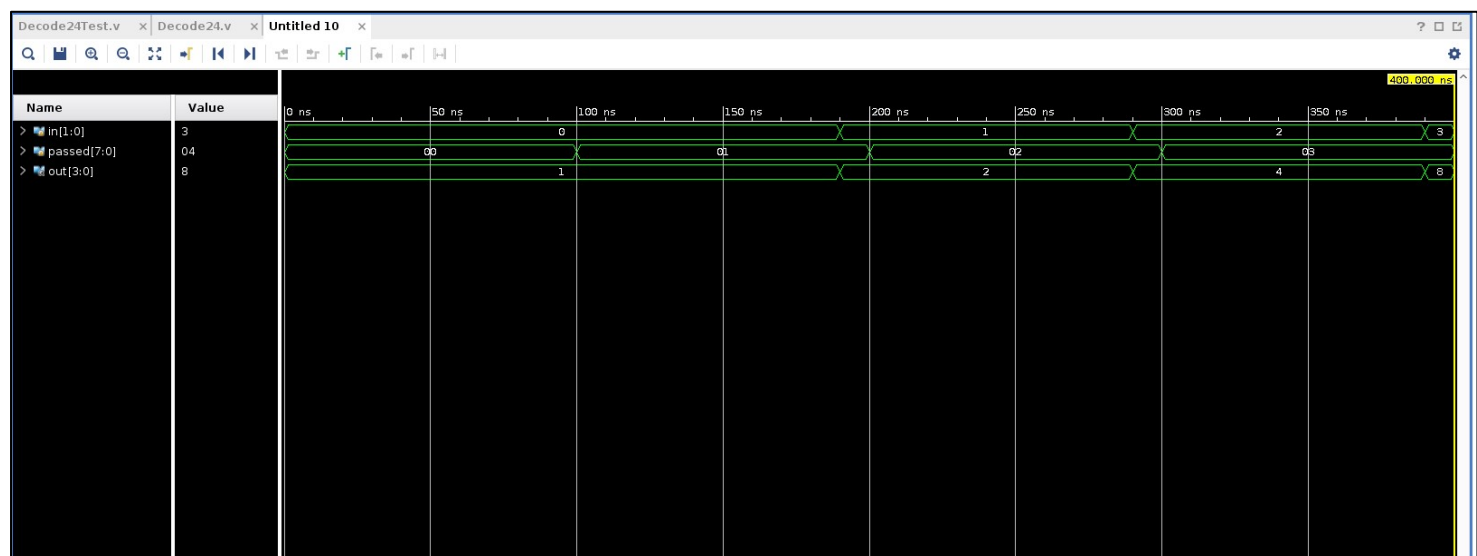 Decode24Test.v × Decode24.v × Untitled 10 × ?
400.000 ns
Name Value 0 ns 50 ns 100 ns 150 ns 200 ns 250 ns 300 ns 350 ns
> in[1:0] 3 0 1 2 3
> passed[7:0] 04 00 01 02 03
> out[3:0] 8 1 2 4 8